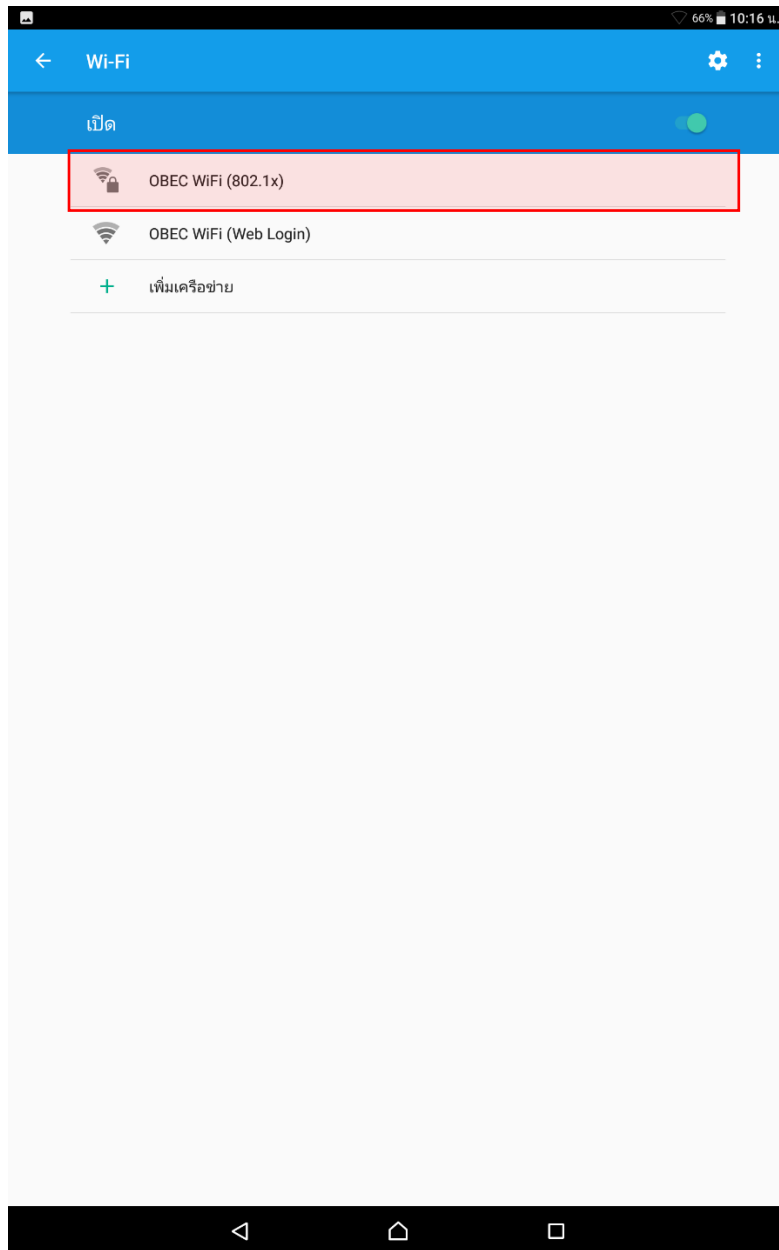 66% 10:16 น.
Wi-Fi
เปิด
OBEC WiFi (802.1x)
OBEC WiFi (Web Login)
เพิ่มเครือข่าย